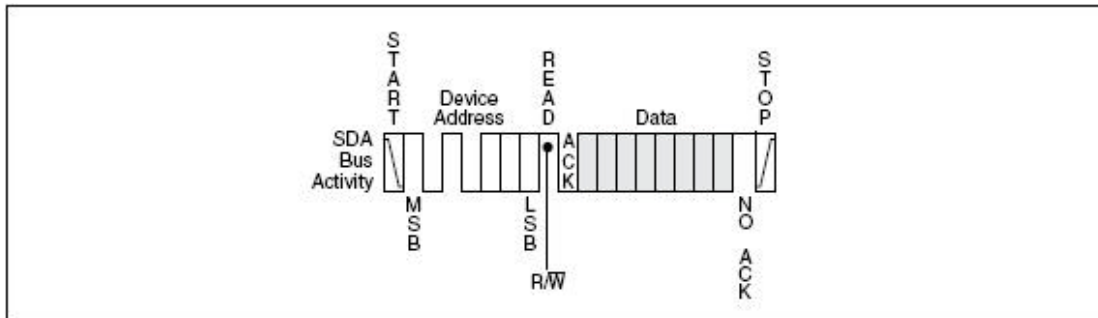 START
READ
STOP
Device
Address
Data
SDA
Bus
Activity
ACK
MSB
LSB
NO ACK
R/W̅